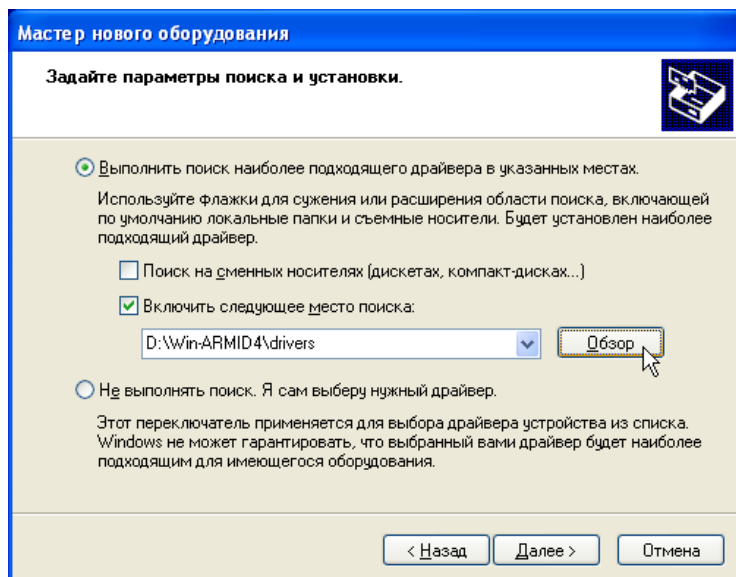 Мастер нового оборудования
Задайте параметры поиска и установки.
Выполнить поиск наиболее подходящего драйвера в указанных местах.
Используйте флажки для сужения или расширения области поиска, включающей
по умолчанию локальные папки и съемные носители. Будет установлен наиболее
подходящий драйвер.
Поиск на сменных носителях (дискетах, компакт-дисках...)
Включить следующее место поиска:
D:\Win-ARMID4\drivers
Обзор
Не выполнять поиск. Я сам выберу нужный драйвер.
Этот переключатель применяется для выбора драйвера устройства из списка.
Windows не может гарантировать, что выбранный вами драйвер будет наиболее
подходящим для имеющегося оборудования.
< Назад
Далее >
Отмена